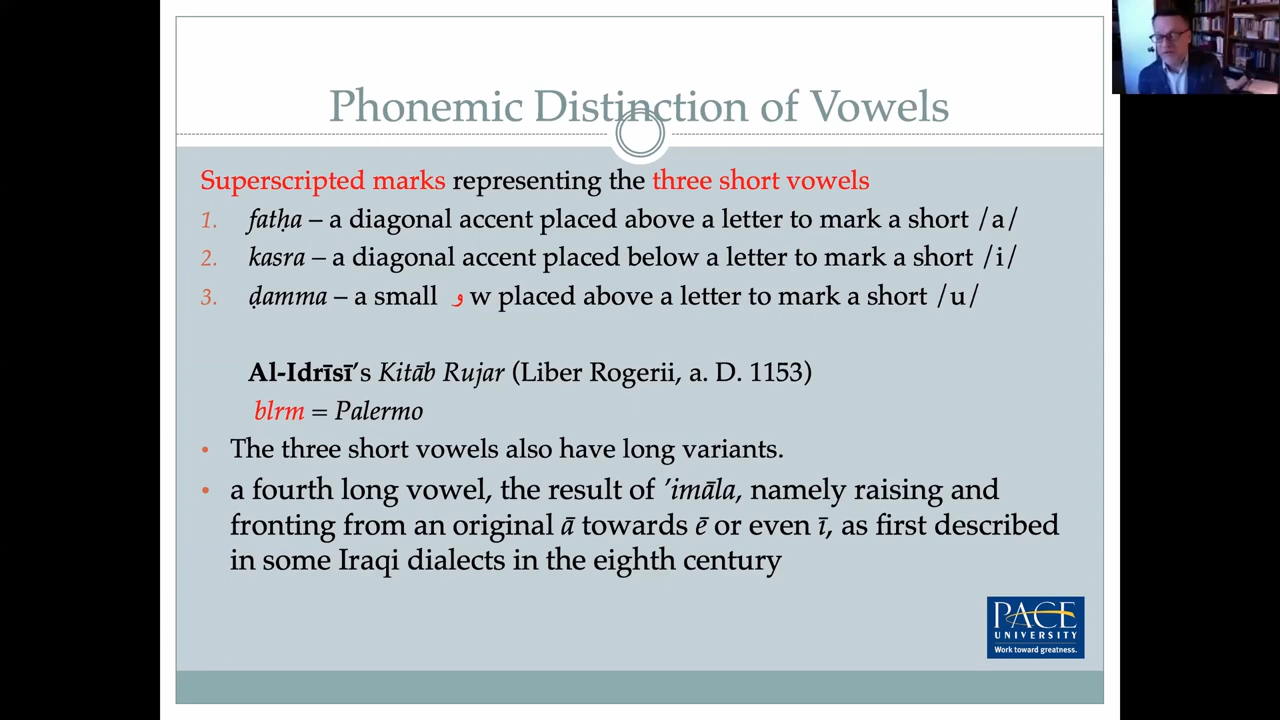 Phonemic Distinction of Vowels
Superscripted marks representing the three short vowels
1. fatḥa – a diagonal accent placed above a letter to mark a short /a/
2. kasra – a diagonal accent placed below a letter to mark a short /i/
3. ḍamma – a small و w placed above a letter to mark a short /u/
Al-Idrīsī's Kitāb Rujar (Liber Rogerii, a. D. 1153)
blrm = Palermo
• The three short vowels also have long variants.
• a fourth long vowel, the result of ’imāla, namely raising and
fronting from an original ā towards ē or even ī, as first described
in some Iraqi dialects in the eighth century
PACE
UNIVERSITY
Work toward greatness.